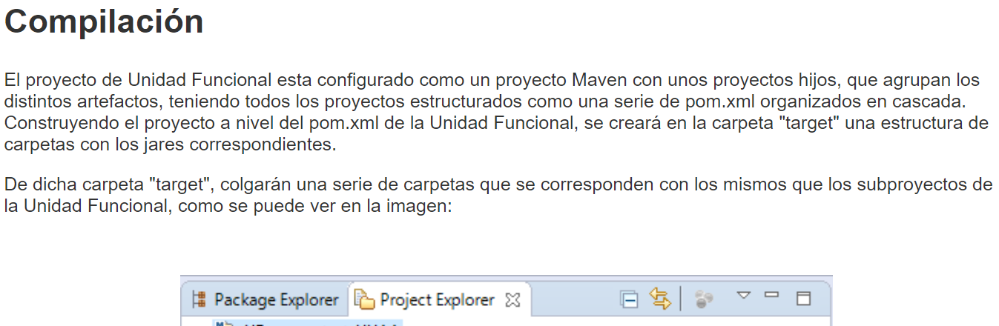 Compilación
El proyecto de Unidad Funcional esta configurado como un proyecto Maven con unos proyectos hijos, que agrupan los
distintos artefactos, teniendo todos los proyectos estructurados como una serie de pom.xml organizados en cascada.
Construyendo el proyecto a nivel del pom.xml de la Unidad Funcional, se creará en la carpeta "target" una estructura de
carpetas con los jares correspondientes.
De dicha carpeta "target", colgarán una serie de carpetas que se corresponden con los mismos que los subproyectos de
la Unidad Funcional, como se puede ver en la imagen:
Package Explorer Project Explorer